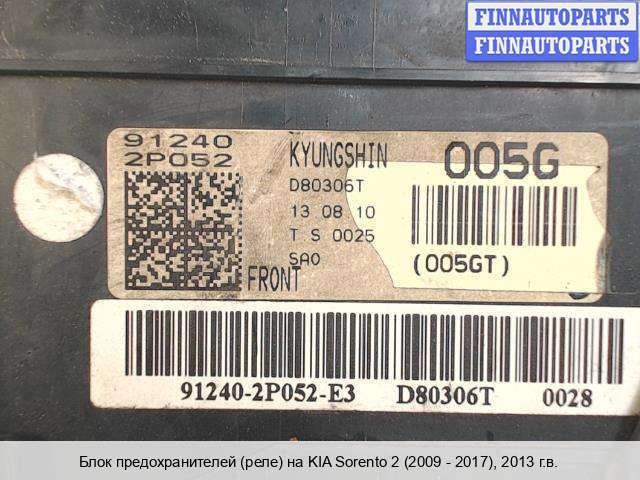 FINNAUTOPARTS
FINNAUTOPARTS
91240
2P052
KYUNGSHIN
005G
D80306T
13 08 10
T S 0025
SAO
(005GT)
FRONT
91240-2P052-E3 D80306T 0028
Блок предохранителей (реле) на KIA Sorento 2 (2009 - 2017), 2013 г.в.